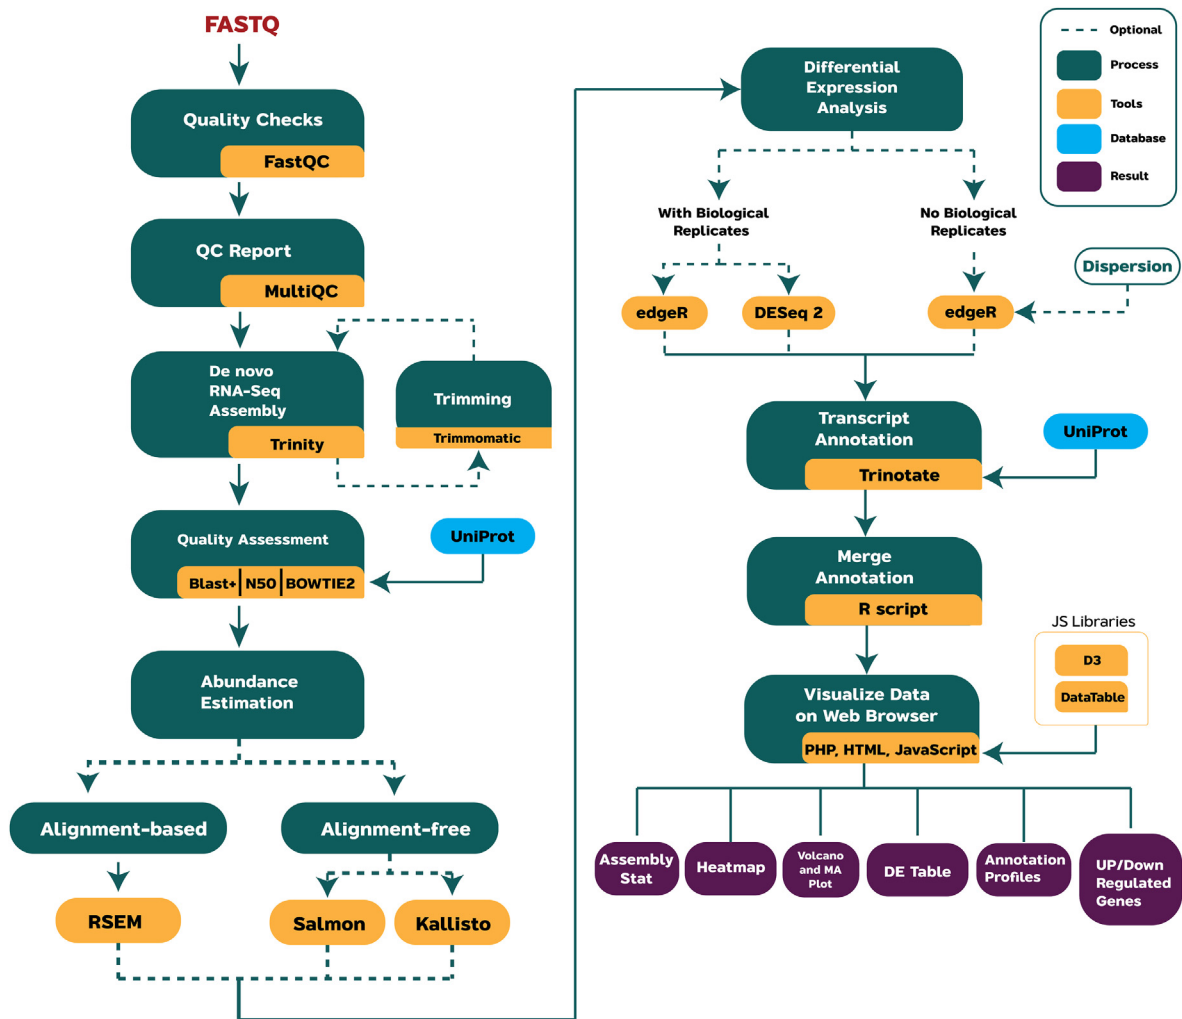 FASTQ
Quality Checks
FastQC
QC Report
MultiQC
De novo
RNA-Seq
Assembly
Trinity
Trimming
Trimmomatic
Quality Assessment
Blast+|N50|BOWTIE2
UniProt
Abundance
Estimation
Alignment-based
Alignment-free
RSEM
Salmon
Kallisto
Differential
Expression
Analysis
With Biological
Replicates
No Biological
Replicates
Dispersion
edgeR
DESeq 2
edgeR
Transcript
Annotation
Trinotate
UniProt
Merge
Annotation
R script
JS Libraries
D3
DataTable
Visualize Data
on Web Browser
PHP, HTML, JavaScript
Assembly
Stat
Heatmap
Volcano
and MA
Plot
DE Table
Annotation
Profiles
UP/Down
Regulated
Genes
Optional
Process
Tools
Database
Result